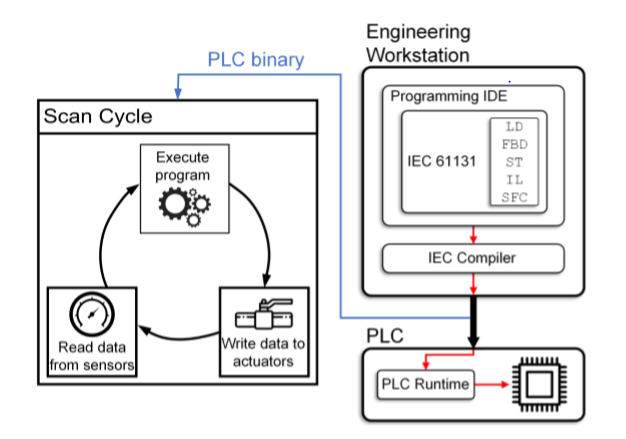 Engineering
Workstation
PLC binary
Programming IDE
Scan Cycle
LD
FBD
IEC 61131
ST
IL
SFC
Execute
program
IEC Compiler
PLC
Read data
from sensors
Write data to
actuators
PLC Runtime